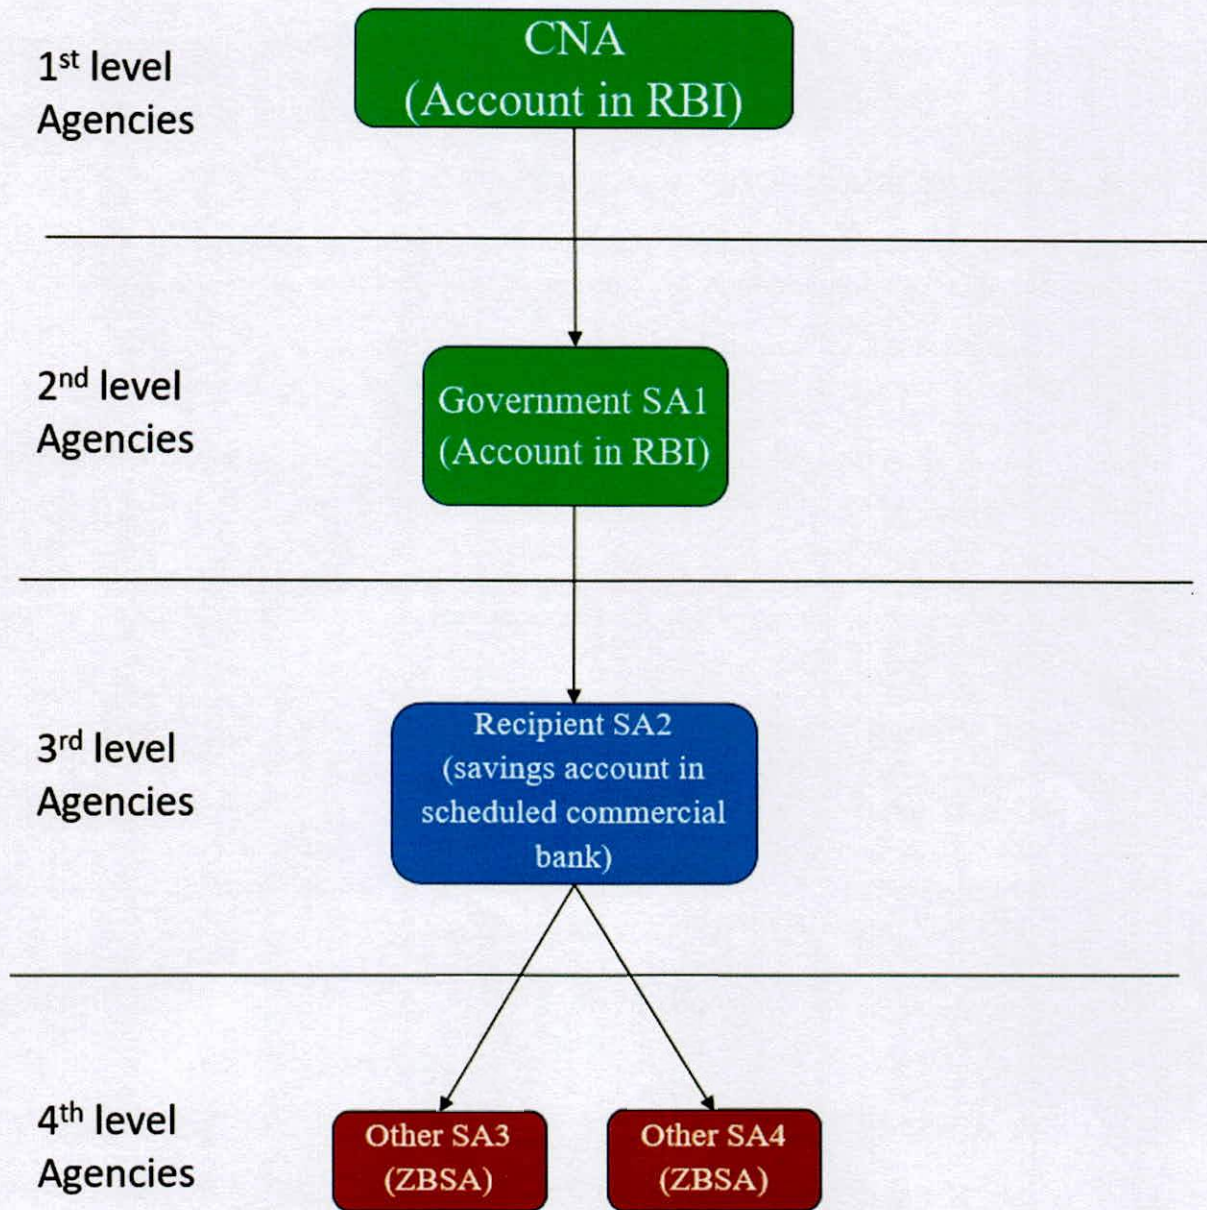 1st level
Agencies
CNA
(Account in RBI)
2nd level
Agencies
Government SA1
(Account in RBI)
3rd level
Agencies
Recipient SA2
(savings account in
scheduled commercial
bank)
4th level
Agencies
Other SA3
(ZBSA)
Other SA4
(ZBSA)